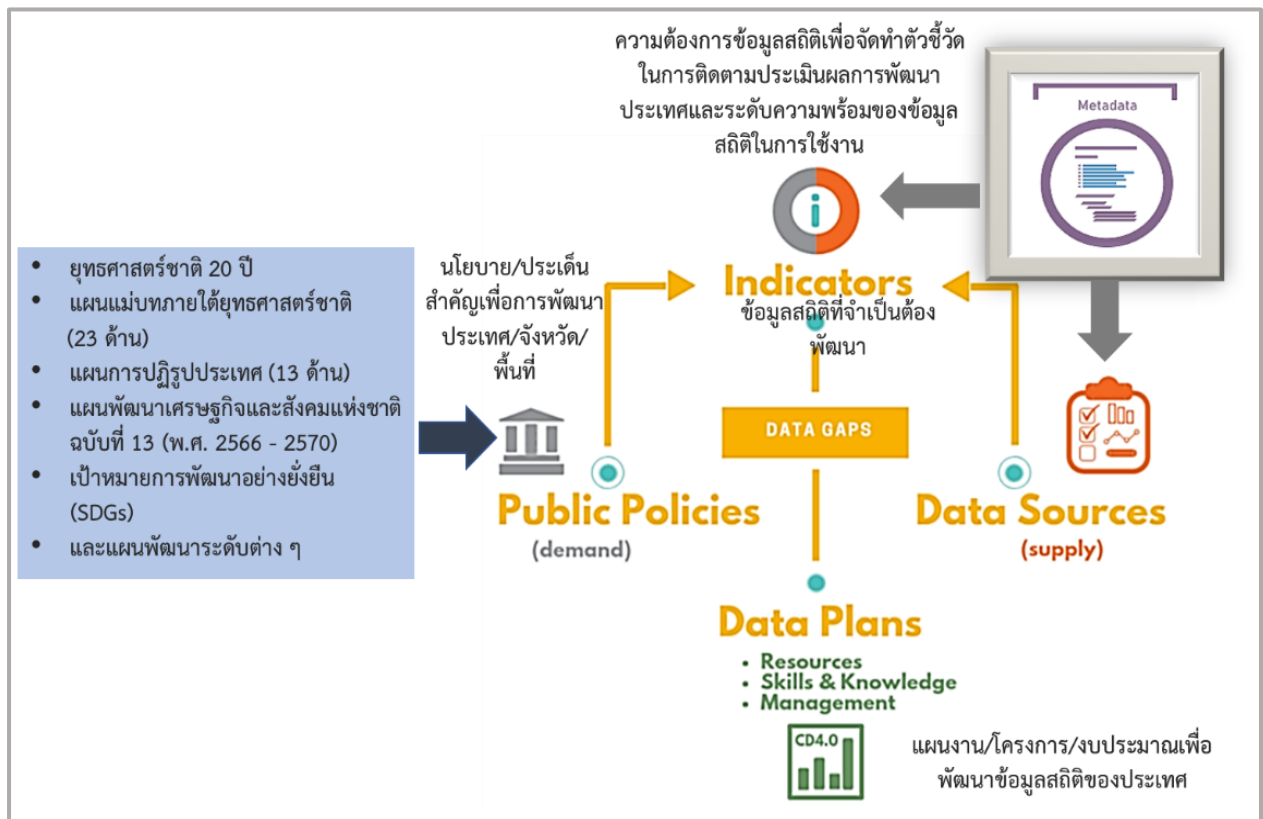 ความต้องการข้อมูลสถิติเพื่อจัดทำตัวชี้วัด
ในการติดตามประเมินผลการพัฒนา
ประเทศและระดับความพร้อมของข้อมูล
สถิติในการใช้งาน
Metadata
• ยุทธศาสตร์ชาติ 20 ปี
• แผนแม่บทภายใต้ยุทธศาสตร์ชาติ
(23 ด้าน)
• แผนการปฏิรูปประเทศ (13 ด้าน)
• แผนพัฒนาเศรษฐกิจและสังคมแห่งชาติ
ฉบับที่ 13 (พ.ศ. 2566 - 2570)
• เป้าหมายการพัฒนาอย่างยั่งยืน
(SDGs)
• และแผนพัฒนาระดับต่าง ๆ
นโยบาย/ประเด็น
สำคัญเพื่อการพัฒนา
ประเทศ/จังหวัด/
พื้นที่
i
Indicators
ข้อมูลสถิติที่จำเป็นต้อง
พัฒนา
DATA GAPS
Public Policies
(demand)
Data Sources
(supply)
Data Plans
• Resources
• Skills & Knowledge
• Management
CD4.0
แผนงาน/โครงการ/งบประมาณเพื่อ
พัฒนาข้อมูลสถิติของประเทศ